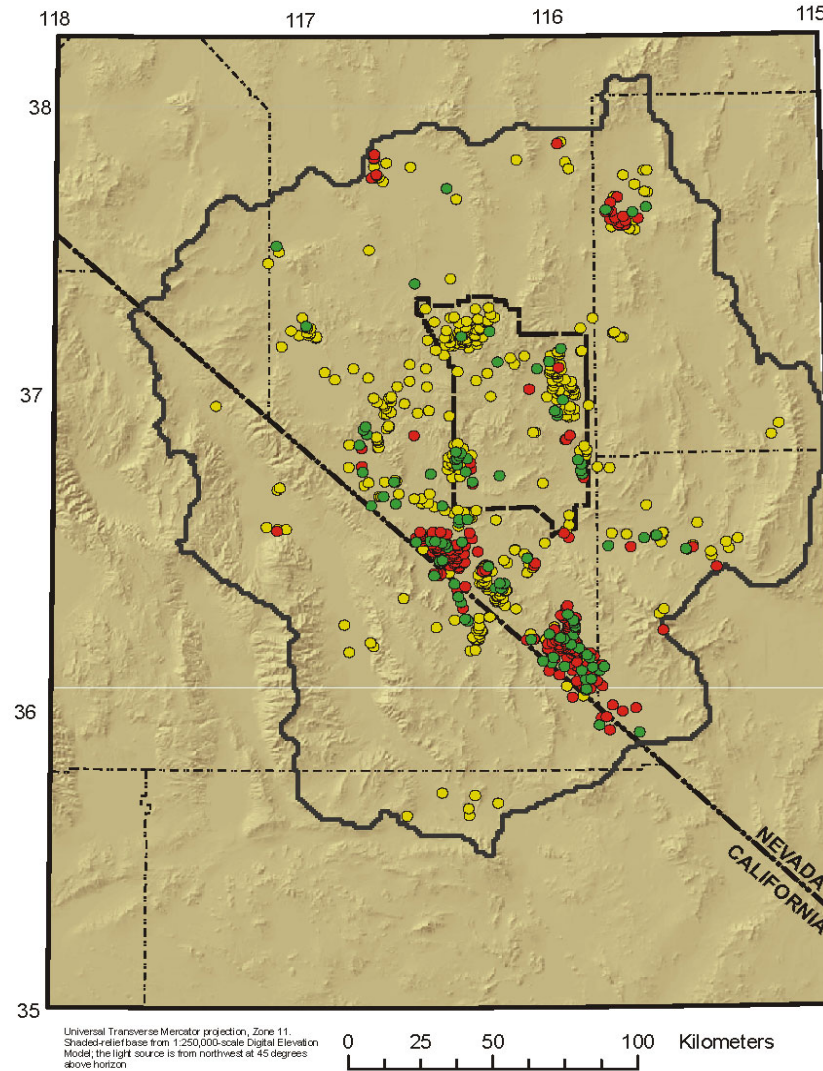 118 117 116 115
38
37
36
35
NEVADA
CALIFORNIA
Universal Transverse Mercator projection, Zone 11.
Shaded-relief base from 1:250,000-scale Digital Elevation
Model; the light source is from northwest at 45 degrees
above horizon
0 25 50 100 Kilometers